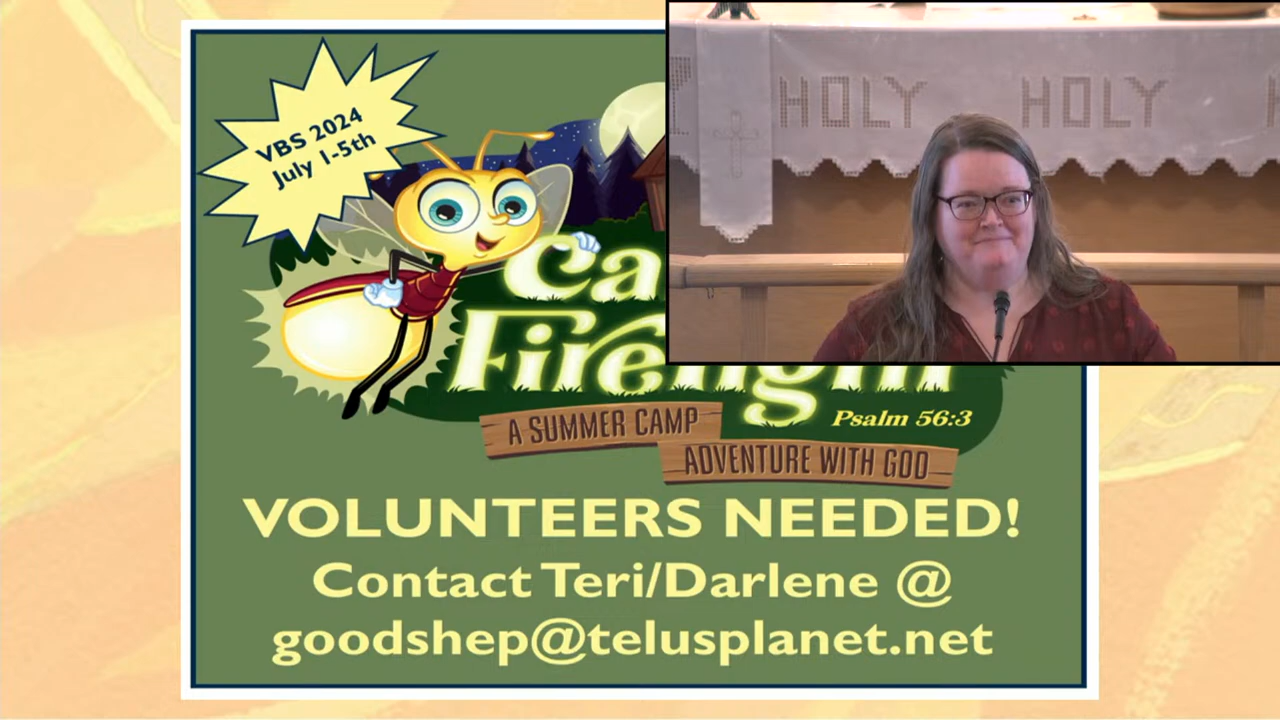 VBS 2024
July 1-5th
HOLY HOLY
Psalm 56:3
A SUMMER CAMP
ADVENTURE WITH GOD
VOLUNTEERS NEEDED!
Contact Teri/Darlene @
goodshep@telusplanet.net